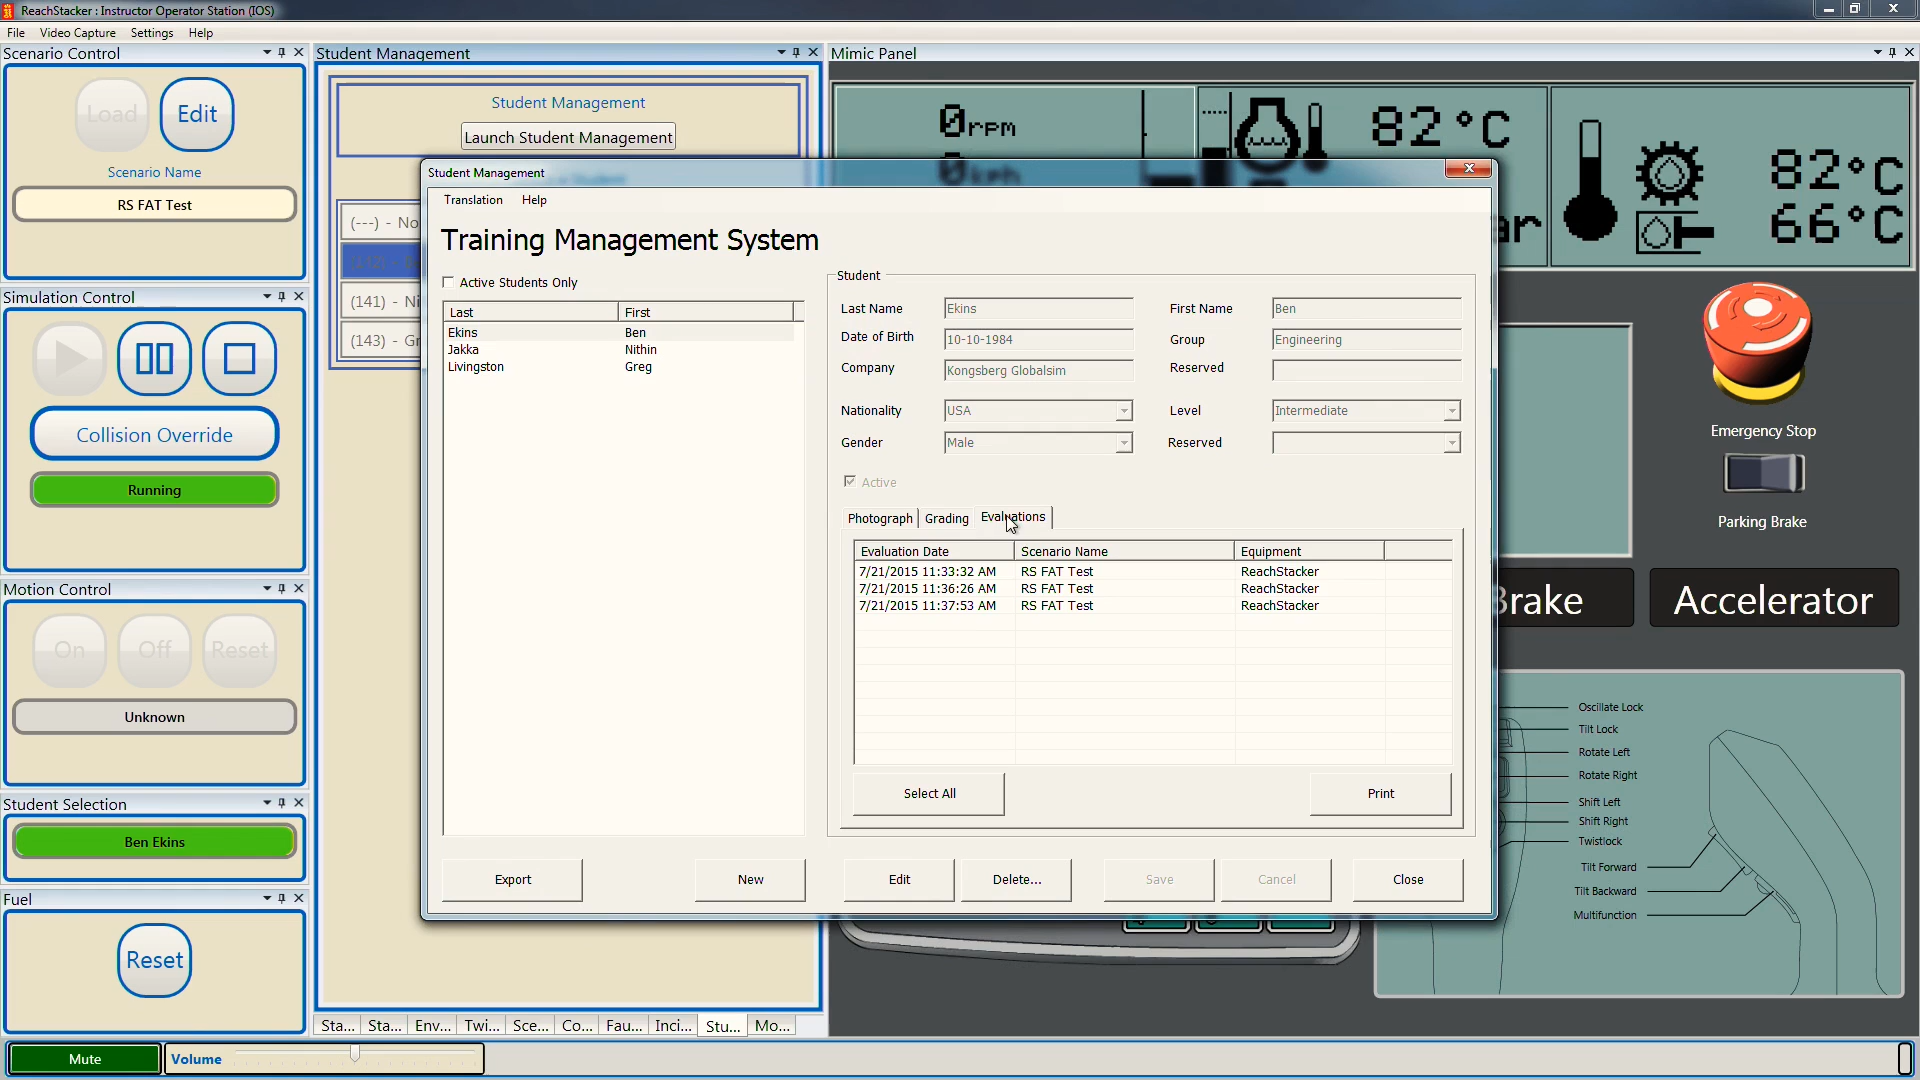 ReachStacker : Instructor Operator Station (IOS)
File Video Capture Settings Help
Scenario Control
Load Edit
Scenario Name
RS FAT Test
Simulation Control
Collision Override
Running
Motion Control
On Off Reset
Unknown
Student Selection
Ben Ekins
Fuel
Reset
Mute Volume
Student Management
Student Management
Launch Student Management
(---) - No
(141) - Ni
(143) - Gr
Sta... Sta... Env... Twi... Sce... Co... Fau... Inci... Stu... Mo...
Student Management
Translation Help
Training Management System
Active Students Only
Last First
Ekins Ben
Jakka Nithin
Livingston Greg
Student
Last Name Ekins First Name Ben
Date of Birth 10-10-1984 Group Engineering
Company Kongsberg Globalsim Reserved
Nationality USA Level Intermediate
Gender Male Reserved
Active
Photograph Grading Evaluations
Evaluation Date Scenario Name Equipment
7/21/2015 11:33:32 AM RS FAT Test ReachStacker
7/21/2015 11:36:26 AM RS FAT Test ReachStacker
7/21/2015 11:37:53 AM RS FAT Test ReachStacker
Select All Print
Export New Edit Delete... Save Cancel Close
Mimic Panel
0rpm
0kph
82°C
ar
82°C
66°C
Emergency Stop
Parking Brake
Brake Accelerator
Oscillate Lock
Tilt Lock
Rotate Left
Rotate Right
Shift Left
Shift Right
Twistlock
Tilt Forward
Tilt Backward
Multifunction